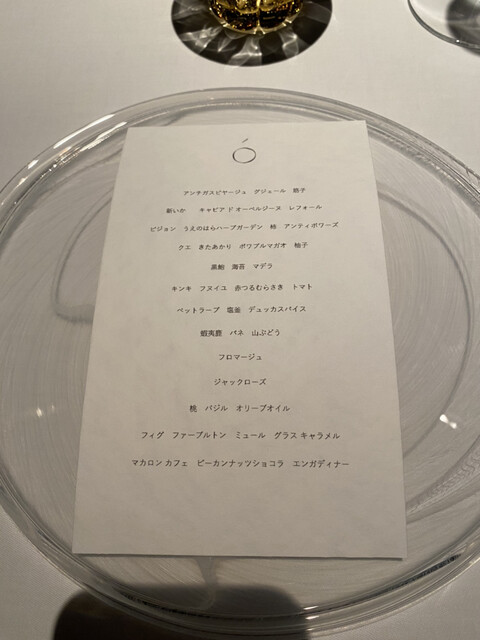 アンチガスピヤージュ　グジェール　筋子
新いか　キャビア ド オーベルジーヌ　レフォール
ピジョン　うえのはらハーブガーデン　柿　アンティボワーズ
クエ　きたあかり　ポワブルマガオ　柚子
黒鮑　海苔　マデラ
キンキ　フヌイユ　赤つるむらさき　トマト
ベットラーブ　塩釜　デュッカスパイス
蝦夷鹿　パネ　山ぶどう
フロマージュ
ジャックローズ
桃　バジル　オリーブオイル
フィグ　ファーブルトン　ミュール　グラス キャラメル
マカロン カフェ　ピーカンナッツショコラ　エンガディナー